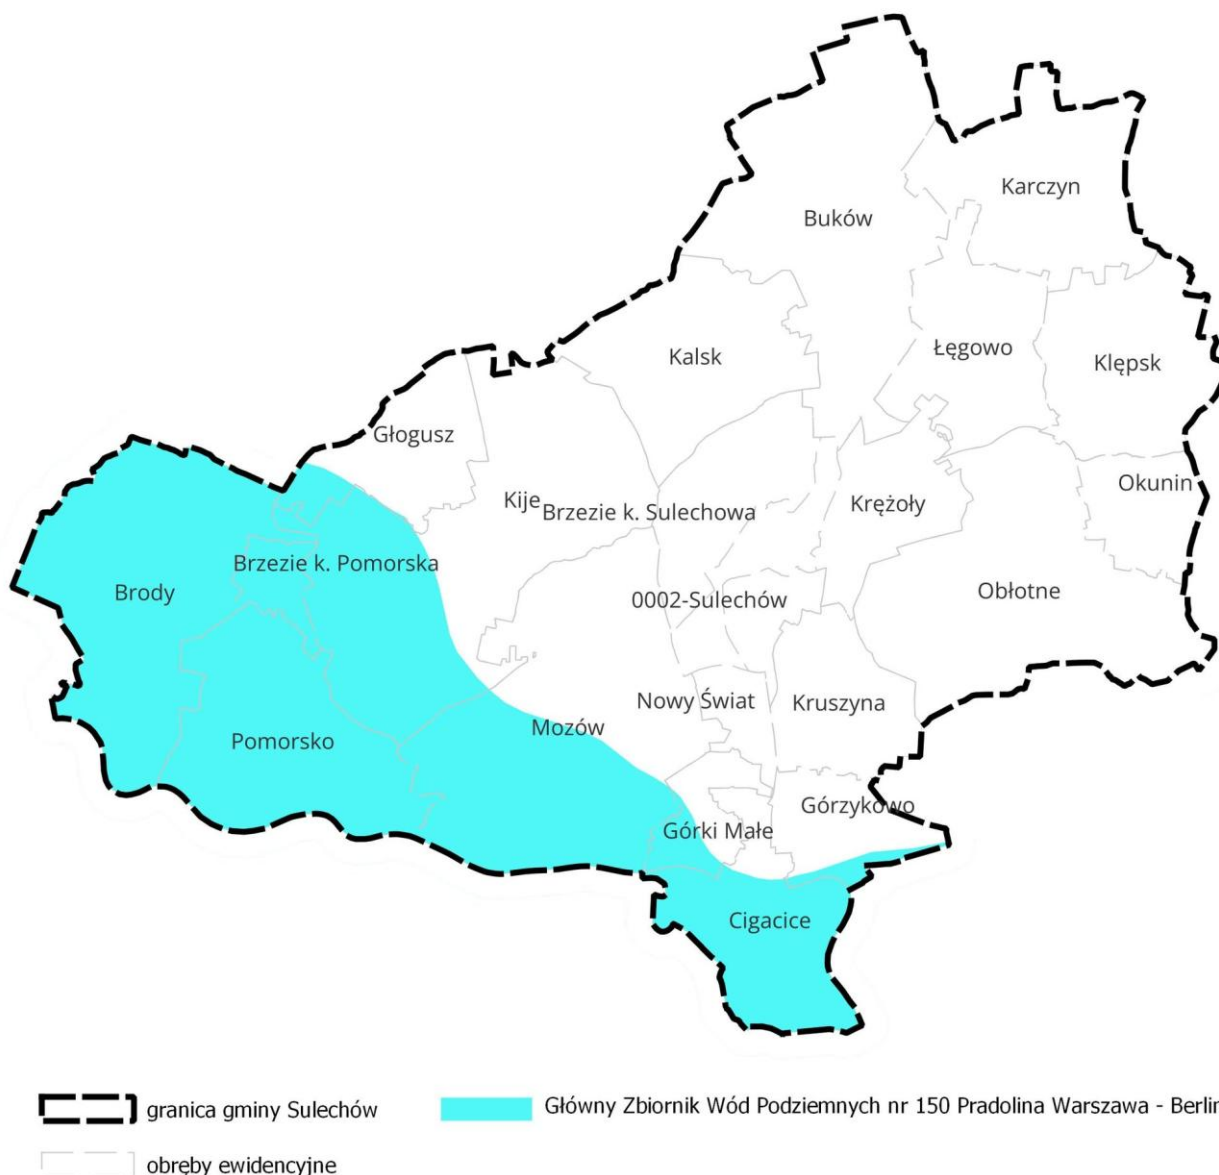 Karczyn
Buków
Łęgowo
Kalsk
Klępsk
Głogusz
Okunin
Kije
Brzezie k. Sulechowa
Krężoły
Brzezie k. Pomorska
Brody
0002-Sulechów
Obłotne
Nowy Świat
Kruszyna
Mozów
Pomorsko
Górzykowo
Górki Małe
Cigacice
granica gminy Sulechów
Główny Zbiornik Wód Podziemnych nr 150 Pradolina Warszawa - Berlin
obręby ewidencyjne